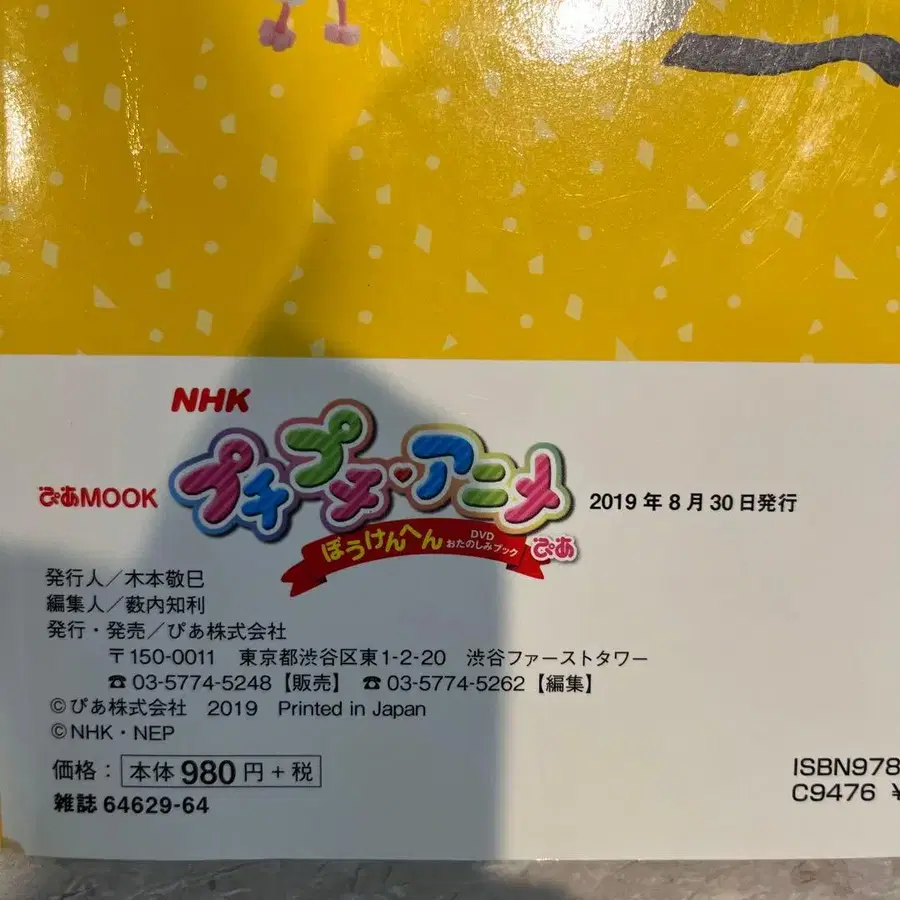 NHK
プチプチ・アニメ
ぴあMOOK
2019年8月30日発行
ぼうけんへん
DVD
おたのしみブック
ぴあ
発行人／木本敬巳
編集人／藪内知利
発行・発売／ぴあ株式会社
〒150-0011 東京都渋谷区東1-2-20 渋谷ファーストタワー
☎03-5774-5248【販売】 ☎03-5774-5262【編集】
©ぴあ株式会社 2019 Printed in Japan
©NHK・NEP
価格：本体980円＋税
雑誌 64629-64
ISBN978
C9476 ¥